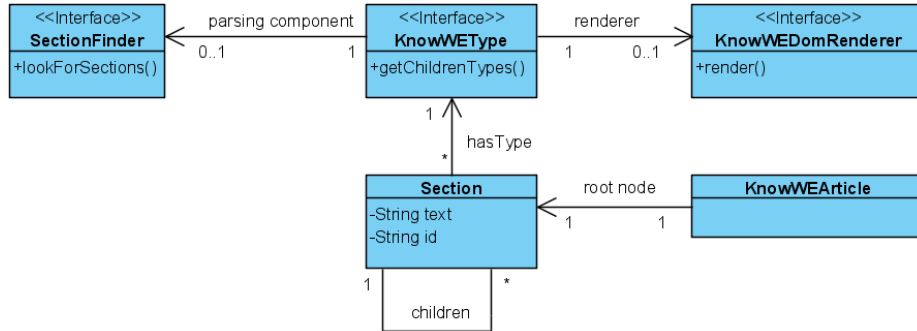 <<Interface>>
SectionFinder
+lookForSections()
parsing component
0..1
1
<<Interface>>
KnowWEType
+getChildrenTypes()
renderer
1
0..1
<<Interface>>
KnowWEDomRenderer
+render()
1
hasType
*
Section
-String text
-String id
root node
1
1
KnowWEArticle
1
children
*